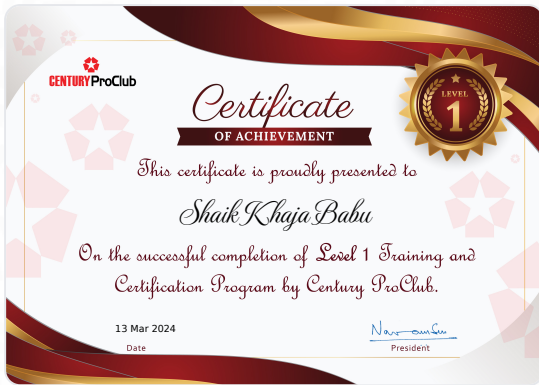 CENTURY ProClub
Certificate
OF ACHIEVEMENT
LEVEL
1
This certificate is proudly presented to
Shaik Khaja Babu
On the successful completion of Level 1 Training and
Certification Program by Century ProClub.
13 Mar 2024
Date
President